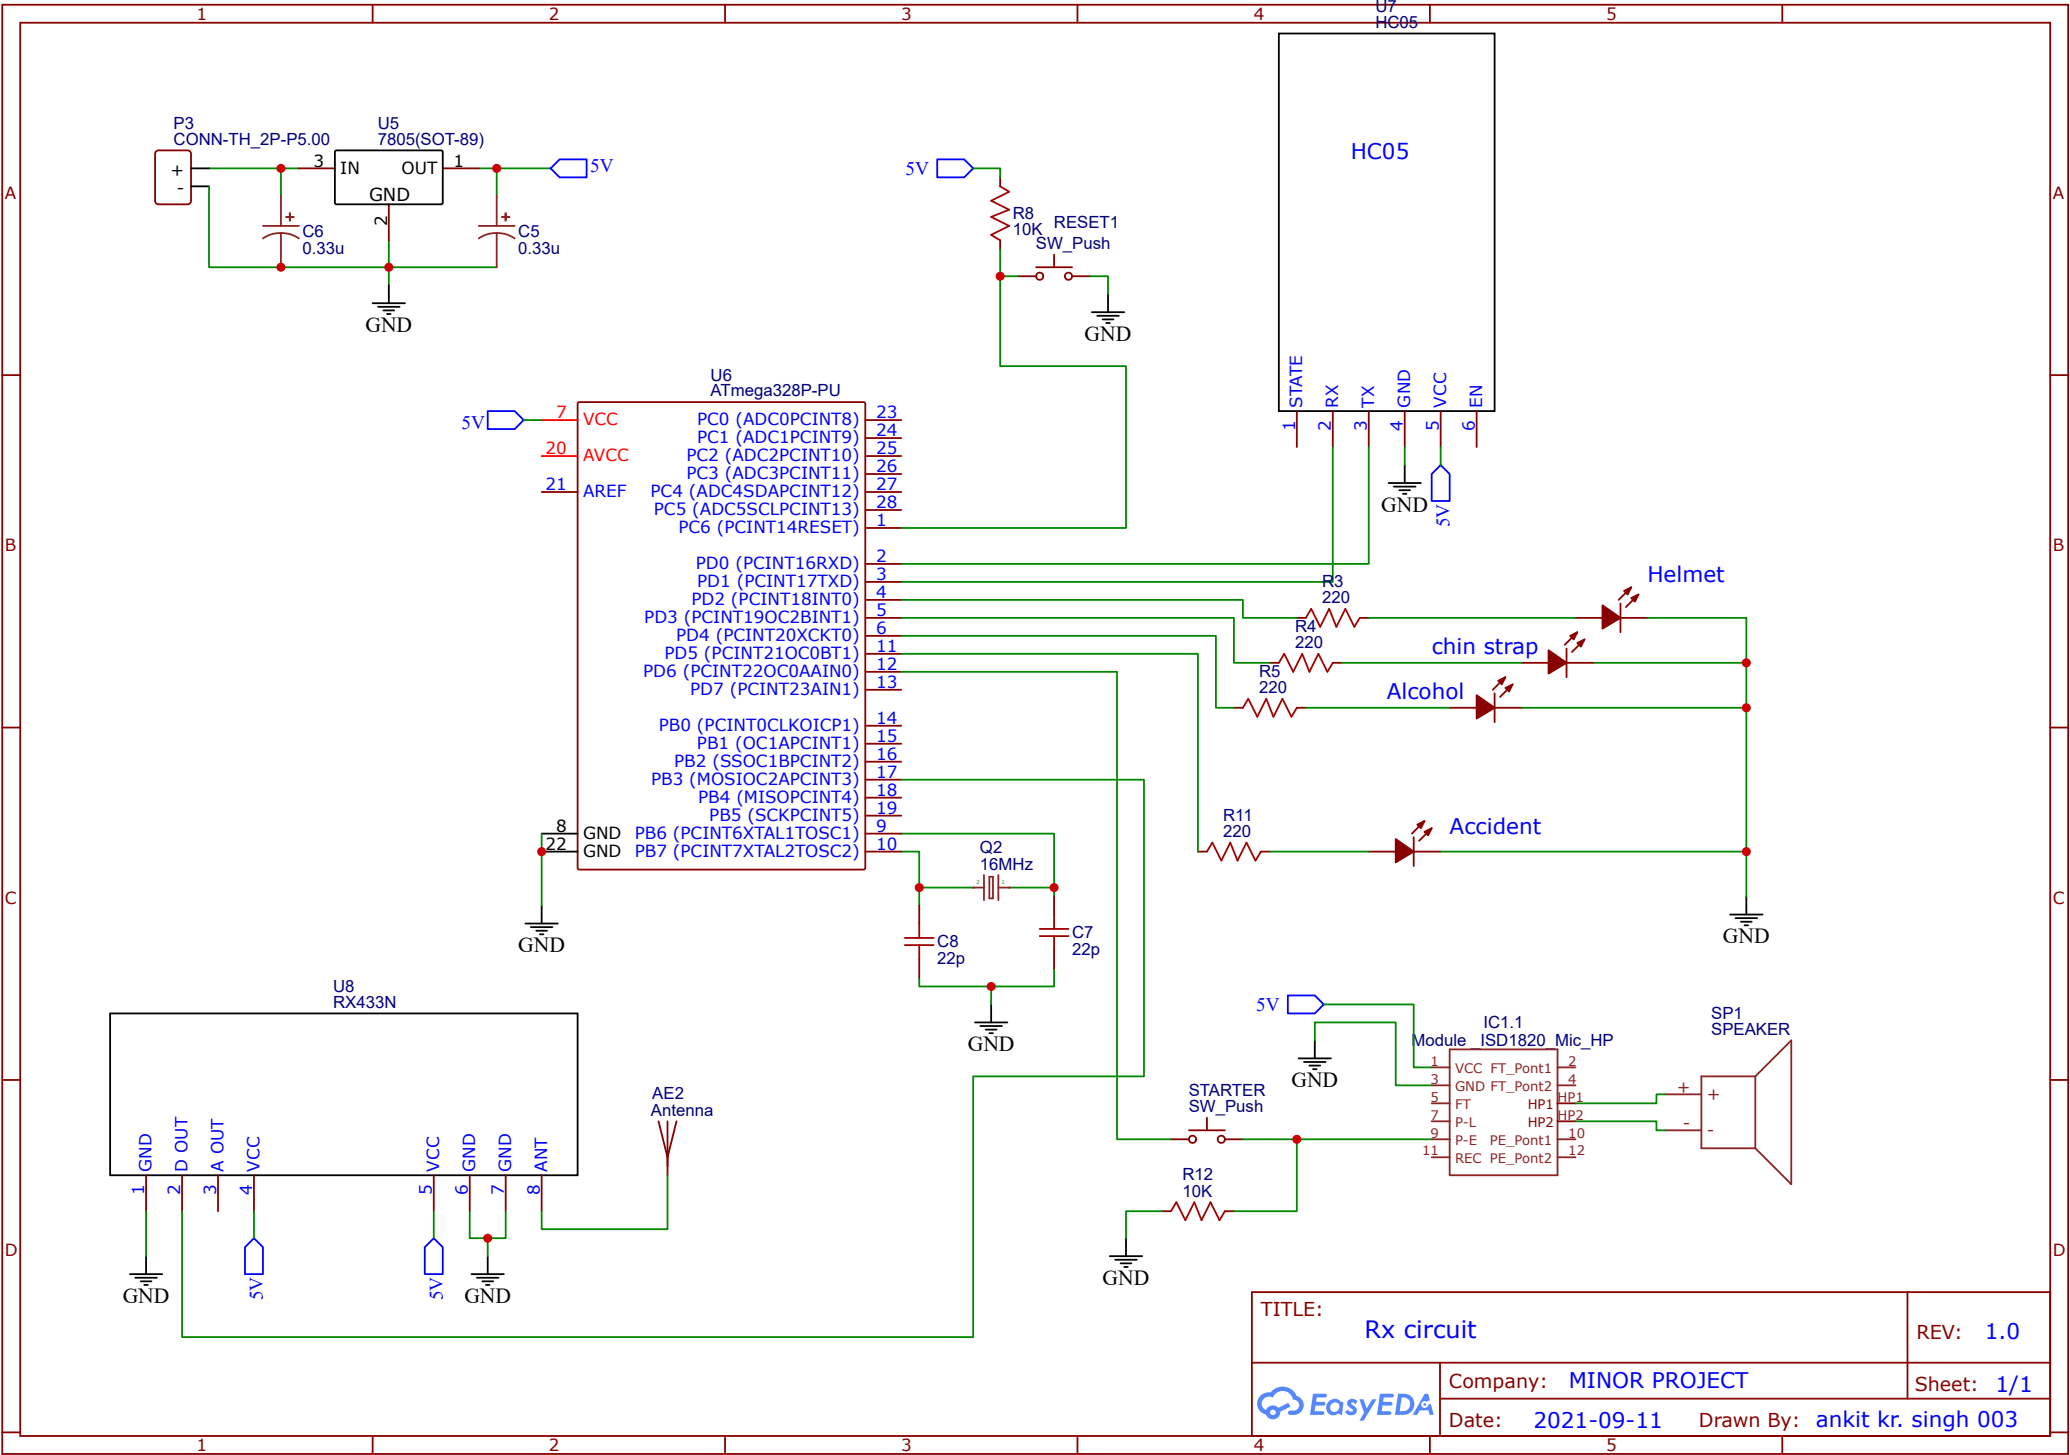 1 2 3 4 5
A
B
C
D
A
B
C
D
1 2 3 4 5
P3
CONN-TH_2P-P5.00
+
-
U5
7805(SOT-89)
3 IN OUT 1
GND
2
5V
+
C6
0.33u
+
C5
0.33u
GND
5V
R8
10K
RESET1
SW_Push
GND
U7
HC05
HC05
STATE RX TX GND VCC EN
1 2 3 4 5 6
GND
5V
U6
ATmega328P-PU
5V
7 VCC
20 AVCC
21 AREF
8 GND
22 GND
GND
PC0 (ADC0PCINT8) 23
PC1 (ADC1PCINT9) 24
PC2 (ADC2PCINT10) 25
PC3 (ADC3PCINT11) 26
PC4 (ADC4SDAPCINT12) 27
PC5 (ADC5SCLPCINT13) 28
PC6 (PCINT14RESET) 1
PD0 (PCINT16RXD) 2
PD1 (PCINT17TXD) 3
PD2 (PCINT18INT0) 4
PD3 (PCINT19OC2BINT1) 5
PD4 (PCINT20XCKT0) 6
PD5 (PCINT21OC0BT1) 11
PD6 (PCINT22OC0AAIN0) 12
PD7 (PCINT23AIN1) 13
PB0 (PCINT0CLKOICP1) 14
PB1 (OC1APCINT1) 15
PB2 (SSOC1BPCINT2) 16
PB3 (MOSIOC2APCINT3) 17
PB4 (MISOPCINT4) 18
PB5 (SCKPCINT5) 19
PB6 (PCINT6XTAL1TOSC1) 9
PB7 (PCINT7XTAL2TOSC2) 10
R3
220
Helmet
R4
220
chin strap
R5
220
Alcohol
R11
220
Accident
GND
Q2
16MHz
2 1
C8
22p
C7
22p
GND
U8
RX433N
GND D OUT A OUT VCC VCC GND GND ANT
1 2 3 4 5 6 7 8
GND
5V
5V
GND
AE2
Antenna
5V
GND
IC1.1
Module _ISD1820_Mic_HP
1 VCC FT_Pont1 2
3 GND FT_Pont2 4
5 FT HP1 HP1
7 P-L HP2 HP2
9 P-E PE_Pont1 10
11 REC PE_Pont2 12
SP1
SPEAKER
+ +
- -
STARTER
SW_Push
R12
10K
GND
TITLE:
Rx circuit
REV: 1.0
EasyEDA
Company: MINOR PROJECT
Sheet: 1/1
Date: 2021-09-11 Drawn By: ankit kr. singh 003